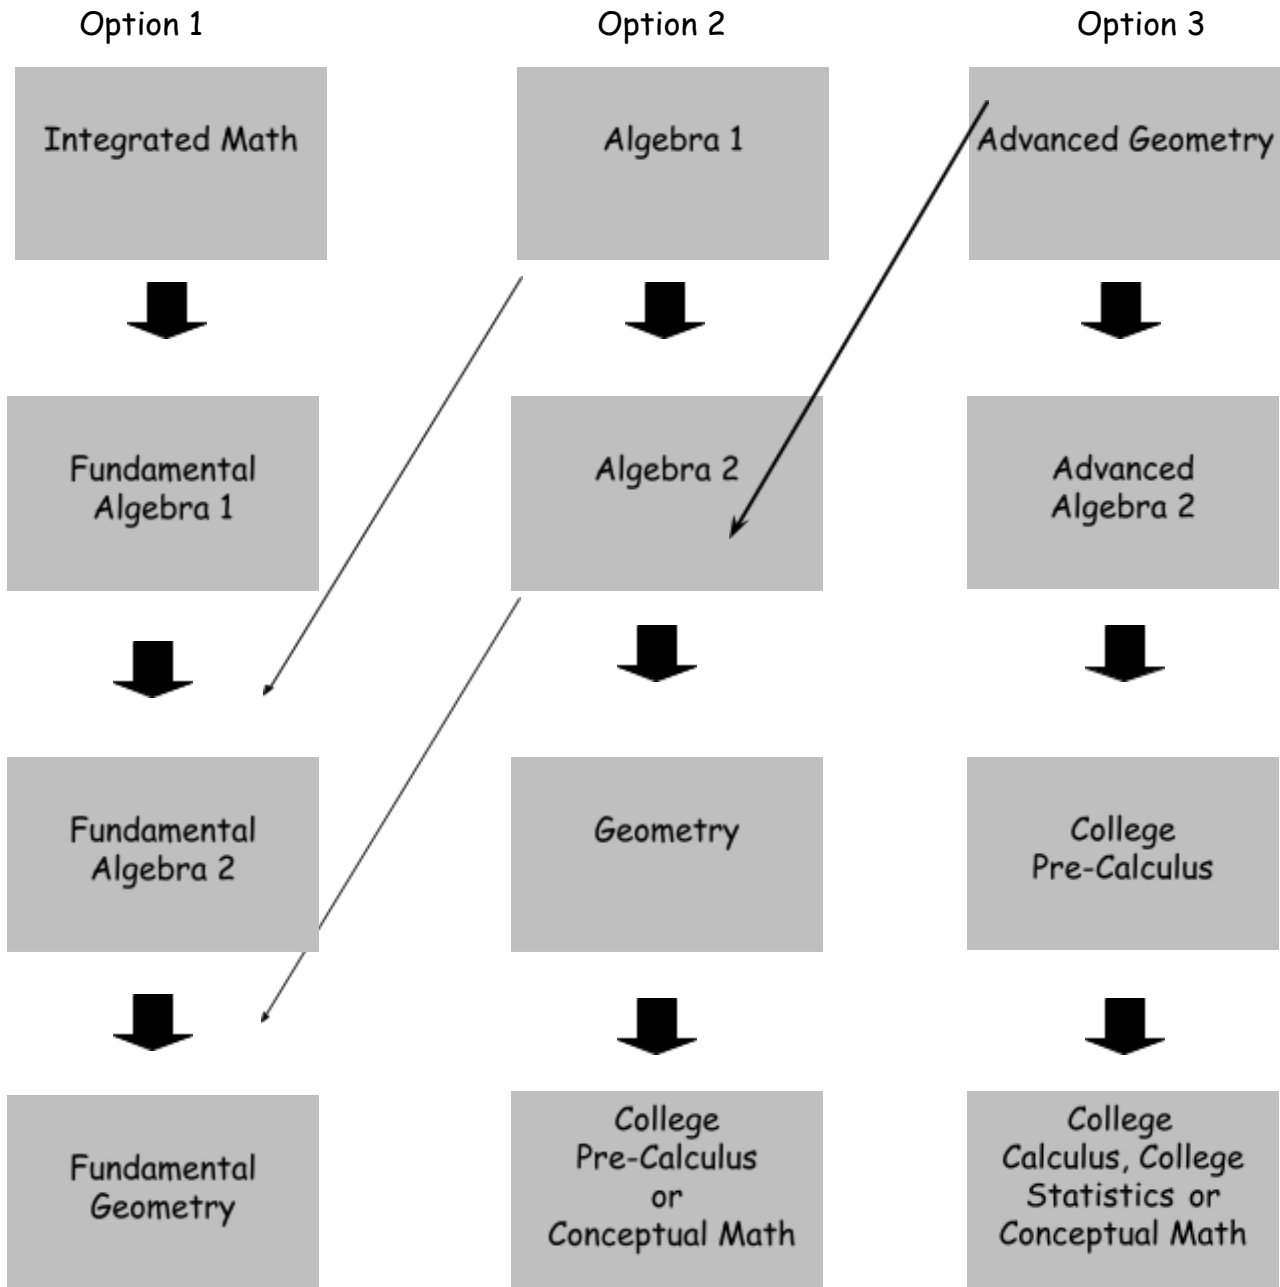 Option 1
Option 2
Option 3
Integrated Math
Algebra 1
Advanced Geometry
Fundamental
Algebra 1
Algebra 2
Advanced
Algebra 2
Fundamental
Algebra 2
Geometry
College
Pre-Calculus
Fundamental
Geometry
College
Pre-Calculus
or
Conceptual Math
College
Calculus, College
Statistics or
Conceptual Math